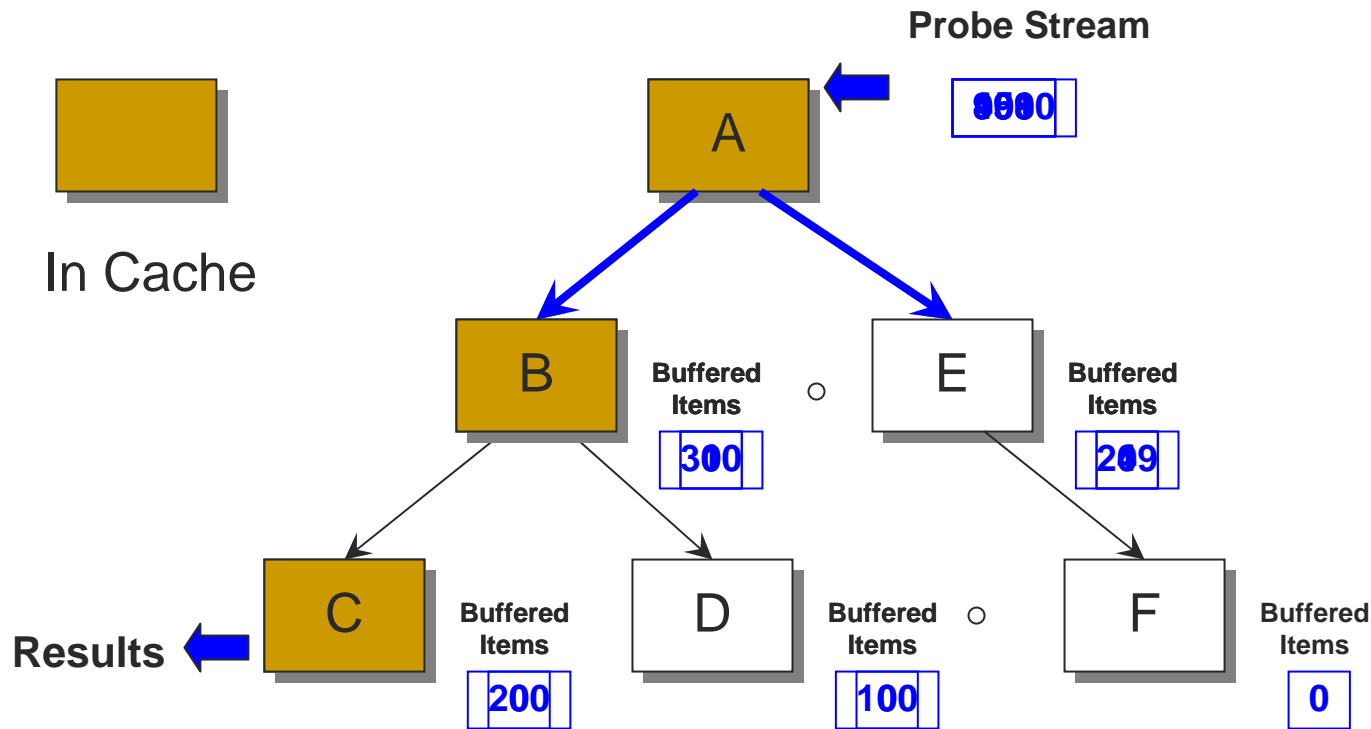 Probe Stream
A
In Cache
B
Buffered
Items
E
Buffered
Items
C
Buffered
Items
200
D
Buffered
Items
100
F
Buffered
Items
0
Results